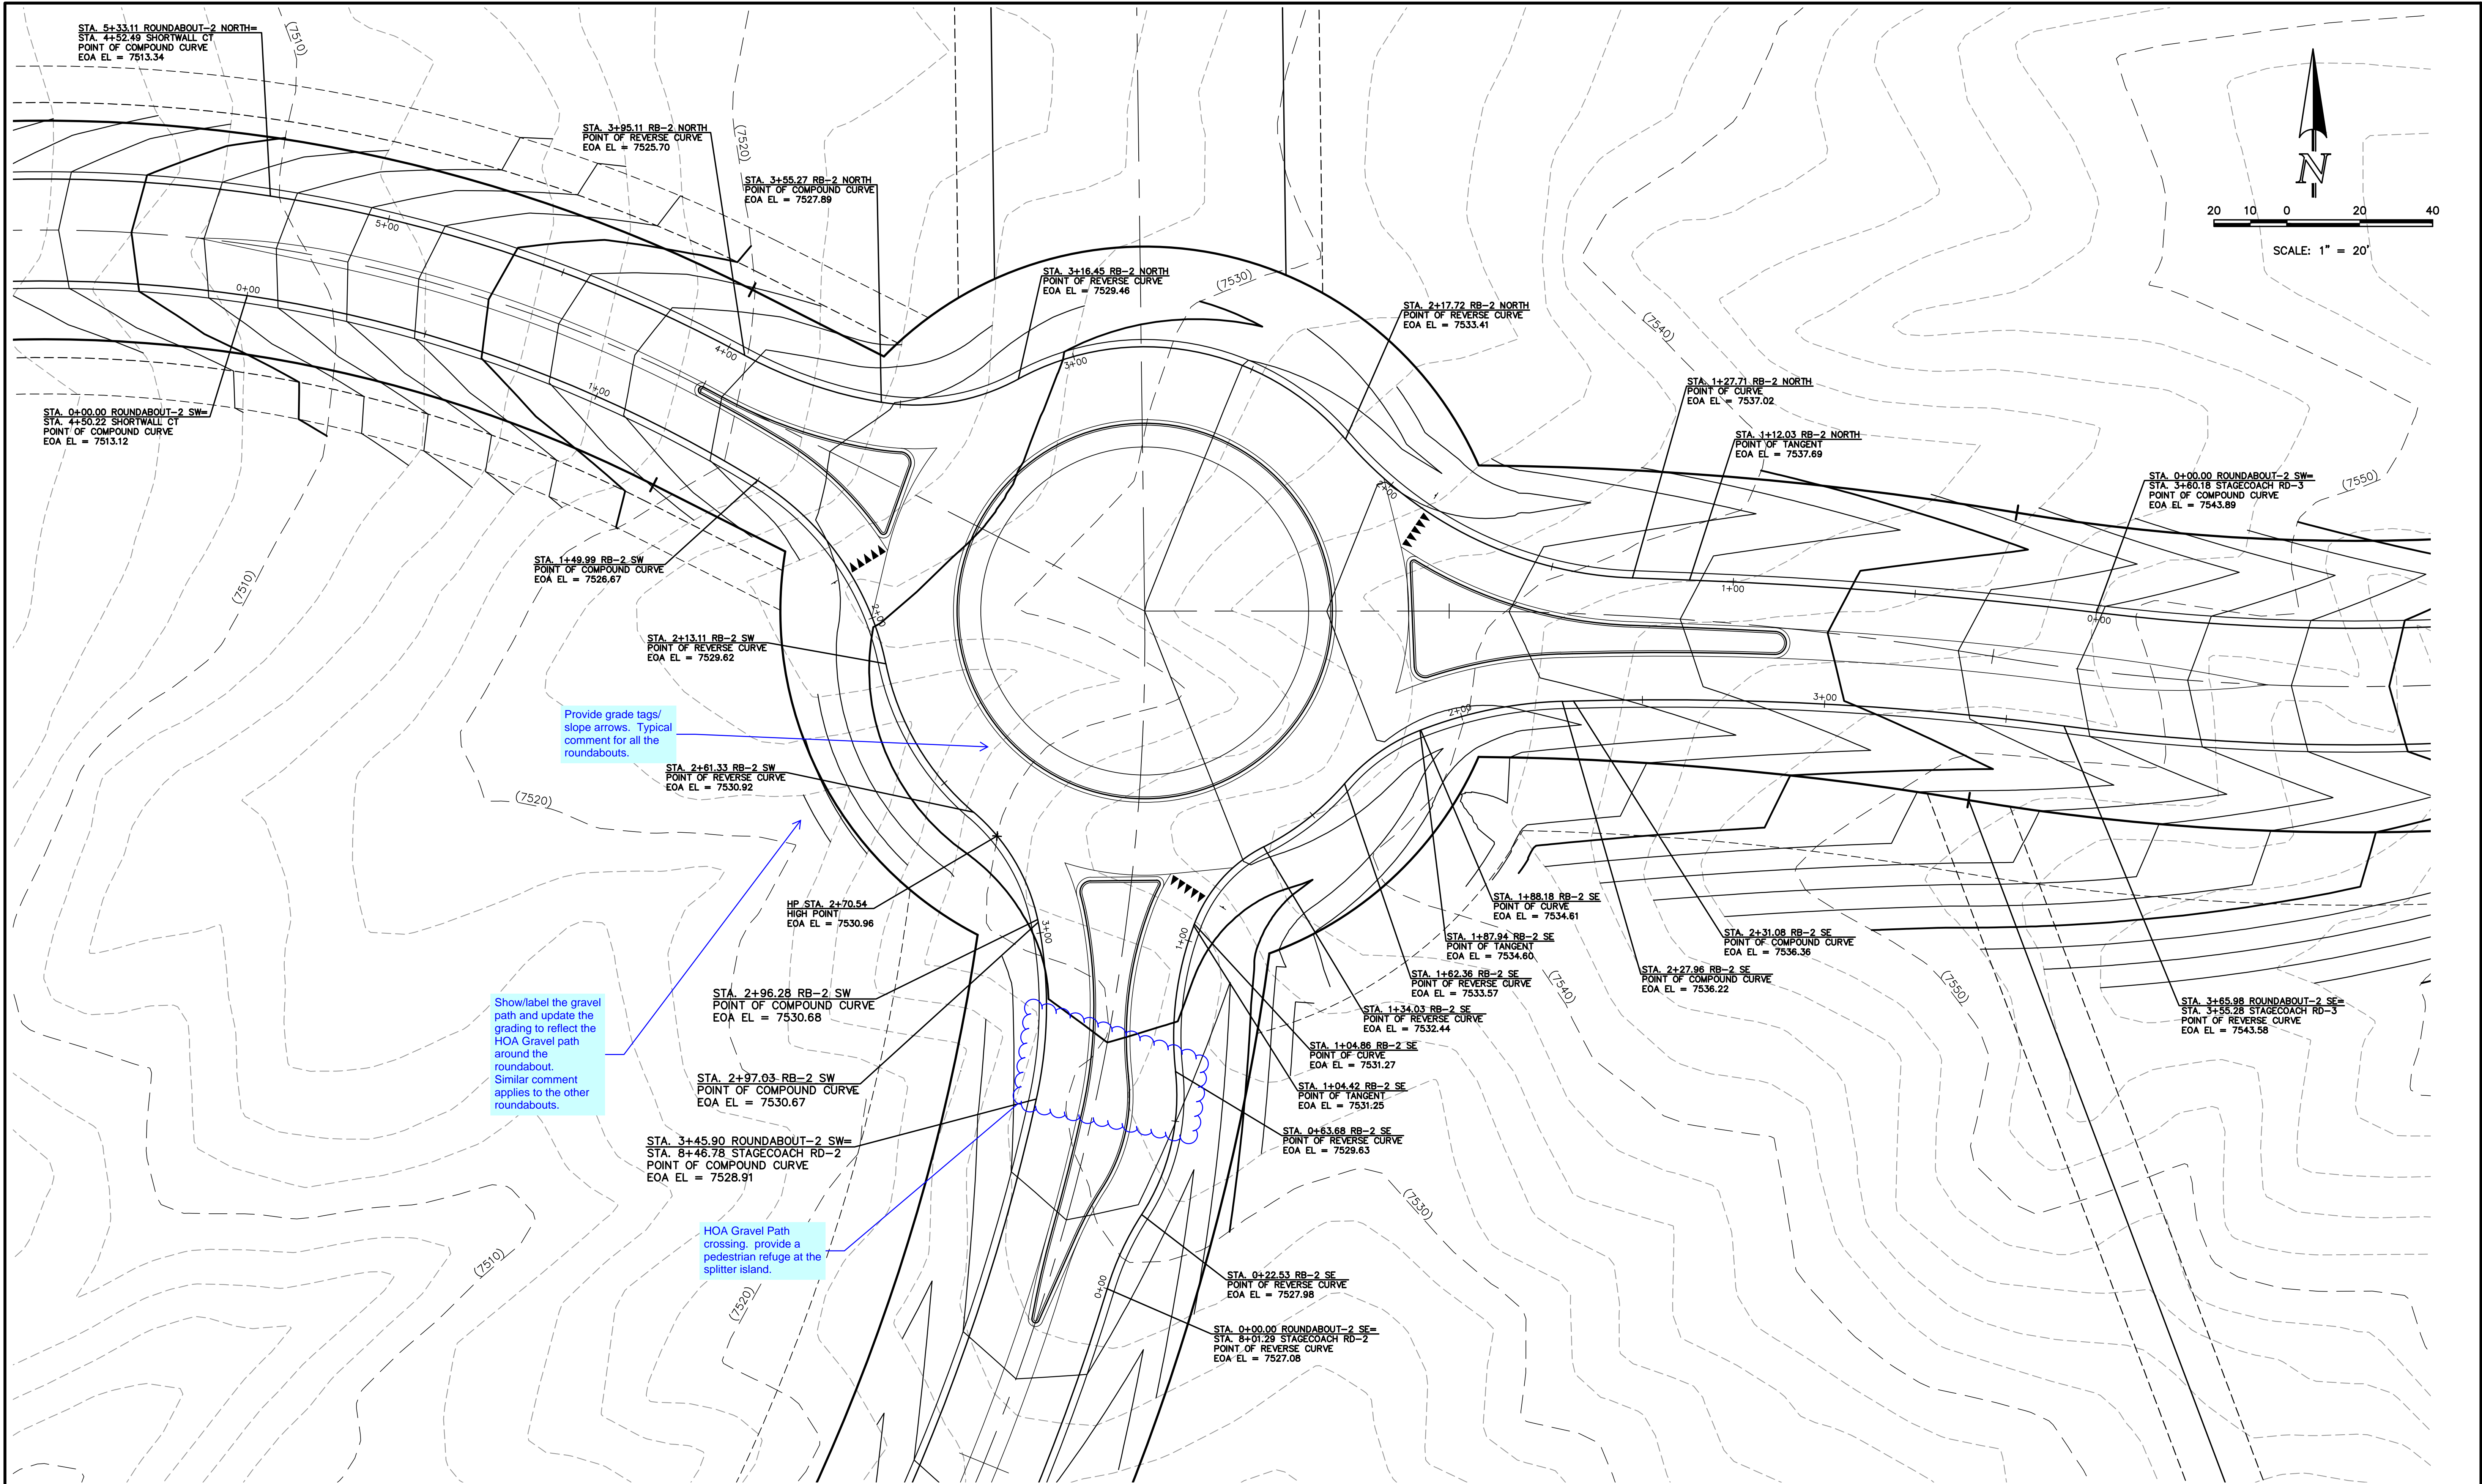 STA. 5+33.11 ROUNDABOUT-2 NORTH=
STA. 4+52.49 SHORTWALL CT
POINT OF COMPOUND CURVE
EOA EL = 7513.34
(7510)
STA. 3+95.11 RB-2 NORTH
POINT OF REVERSE CURVE
EOA EL = 7525.70
(7520)
STA. 3+55.27 RB-2 NORTH
POINT OF COMPOUND CURVE
EOA EL = 7527.89
N
20 10 0 20 40
SCALE: 1" = 20'
5+00
0+00
4+00
1+00
STA. 3+16.45 RB-2 NORTH
POINT OF REVERSE CURVE
EOA EL = 7529.46
(7530)
3+00
STA. 2+17.72 RB-2 NORTH
POINT OF REVERSE CURVE
EOA EL = 7533.41
(7540)
STA. 1+27.71 RB-2 NORTH
POINT OF CURVE
EOA EL = 7537.02
STA. 1+12.03 RB-2 NORTH
POINT OF TANGENT
EOA EL = 7537.69
STA. 0+00.00 ROUNDABOUT-2 SW=
STA. 3+60.18 STAGECOACH RD-3
POINT OF COMPOUND CURVE
EOA EL = 7543.89
(7550)
STA. 0+00.00 ROUNDABOUT-2 SW=
STA. 4+50.22 SHORTWALL CT
POINT OF COMPOUND CURVE
EOA EL = 7513.12
2+00
(7510)
STA. 1+49.99 RB-2 SW
POINT OF COMPOUND CURVE
EOA EL = 7526.67
2+00
1+00
0+00
STA. 2+13.11 RB-2 SW
POINT OF REVERSE CURVE
EOA EL = 7529.62
Provide grade tags/
slope arrows. Typical
comment for all the
roundabouts.
2+00
3+00
STA. 2+61.33 RB-2 SW
POINT OF REVERSE CURVE
EOA EL = 7530.92
(7520)
HP STA. 2+70.54
HIGH POINT
EOA EL = 7530.96
3+00
1+00
STA. 1+88.18 RB-2 SE
POINT OF CURVE
EOA EL = 7534.61
STA. 1+87.94 RB-2 SE
POINT OF TANGENT
EOA EL = 7534.60
STA. 2+31.08 RB-2 SE
POINT OF COMPOUND CURVE
EOA EL = 7536.36
STA. 1+62.36 RB-2 SE
POINT OF REVERSE CURVE
EOA EL = 7533.57
(7540)
STA. 2+27.96 RB-2 SE
POINT OF COMPOUND CURVE
EOA EL = 7536.22
(7550)
STA. 2+96.28 RB-2 SW
POINT OF COMPOUND CURVE
EOA EL = 7530.68
Show/label the gravel
path and update the
grading to reflect the
HOA Gravel path
around the
roundabout.
Similar comment
applies to the other
roundabouts.
STA. 3+65.98 ROUNDABOUT-2 SE=
STA. 3+55.28 STAGECOACH RD-3
POINT OF REVERSE CURVE
EOA EL = 7543.58
STA. 1+34.03 RB-2 SE
POINT OF REVERSE CURVE
EOA EL = 7532.44
STA. 1+04.86 RB-2 SE
POINT OF CURVE
EOA EL = 7531.27
STA. 2+97.03 RB-2 SW
POINT OF COMPOUND CURVE
EOA EL = 7530.67
STA. 1+04.42 RB-2 SE
POINT OF TANGENT
EOA EL = 7531.25
STA. 0+63.68 RB-2 SE
POINT OF REVERSE CURVE
EOA EL = 7529.63
STA. 3+45.90 ROUNDABOUT-2 SW=
STA. 8+46.78 STAGECOACH RD-2
POINT OF COMPOUND CURVE
EOA EL = 7528.91
(7530)
HOA Gravel Path
crossing. provide a
pedestrian refuge at the
splitter island.
(7510)
(7520)
0+00
STA. 0+22.53 RB-2 SE
POINT OF REVERSE CURVE
EOA EL = 7527.98
STA. 0+00.00 ROUNDABOUT-2 SE=
STA. 8+01.29 STAGECOACH RD-2
POINT OF REVERSE CURVE
EOA EL = 7527.08